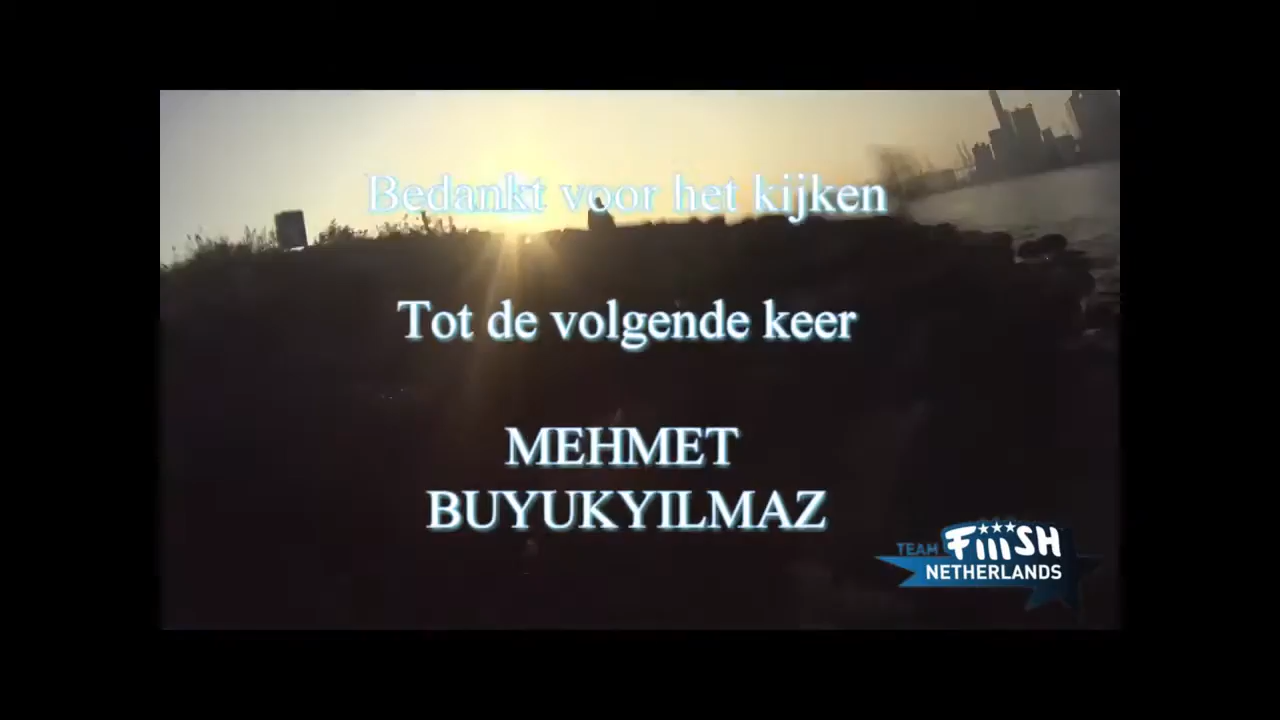 Bedankt voor het kijken
Tot de volgende keer
MEHMET
BUYUKYILMAZ
TEAM FIIISH
NETHERLANDS